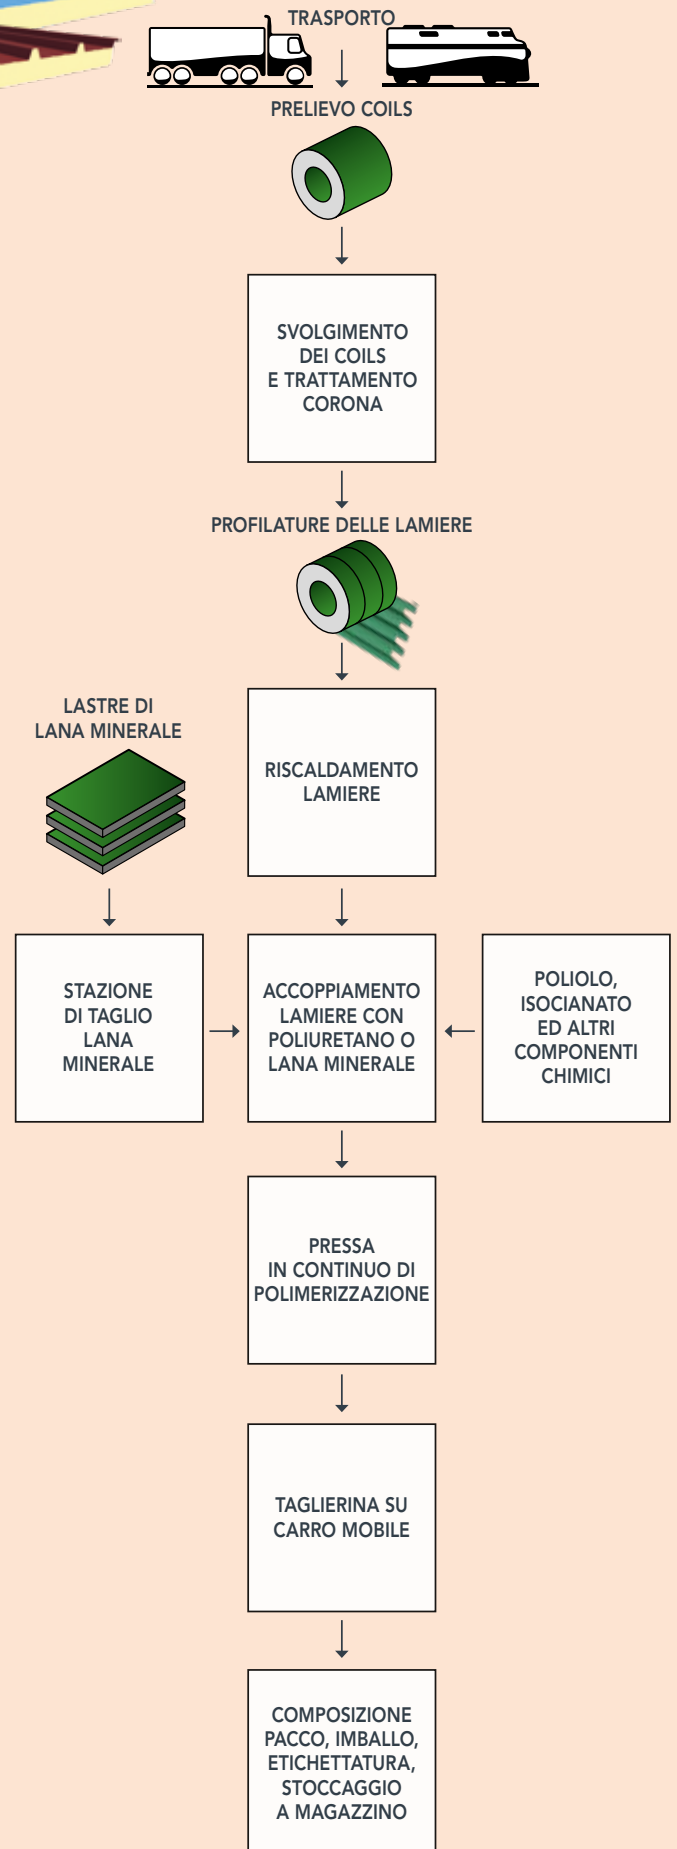 TRASPORTO
PRELIEVO COILS
SVOLGIMENTO
DEI COILS
E TRATTAMENTO
CORONA
PROFILATURE DELLE LAMIERE
LASTRE DI
LANA MINERALE
RISCALDAMENTO
LAMIERE
STAZIONE
DI TAGLIO
LANA
MINERALE
ACCOPPIAMENTO
LAMIERE CON
POLIURETANO O
LANA MINERALE
POLIOLO,
ISOCIANATO
ED ALTRI
COMPONENTI
CHIMICI
PRESSA
IN CONTINUO DI
POLIMERIZZAZIONE
TAGLIERINA SU
CARRO MOBILE
COMPOSIZIONE
PACCO, IMBALLO,
ETICHETTATURA,
STOCCAGGIO
A MAGAZZINO